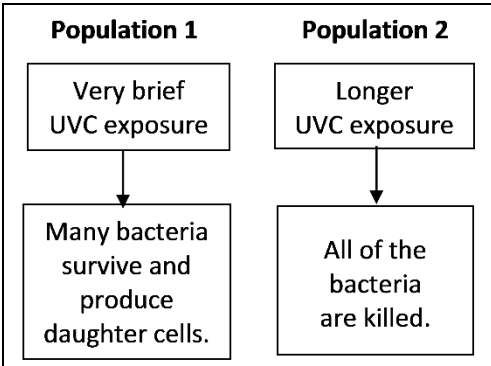 Population 1
Very brief
UVC exposure
Many bacteria
survive and
produce
daughter cells.
Population 2
Longer
UVC exposure
All of the
bacteria
are killed.